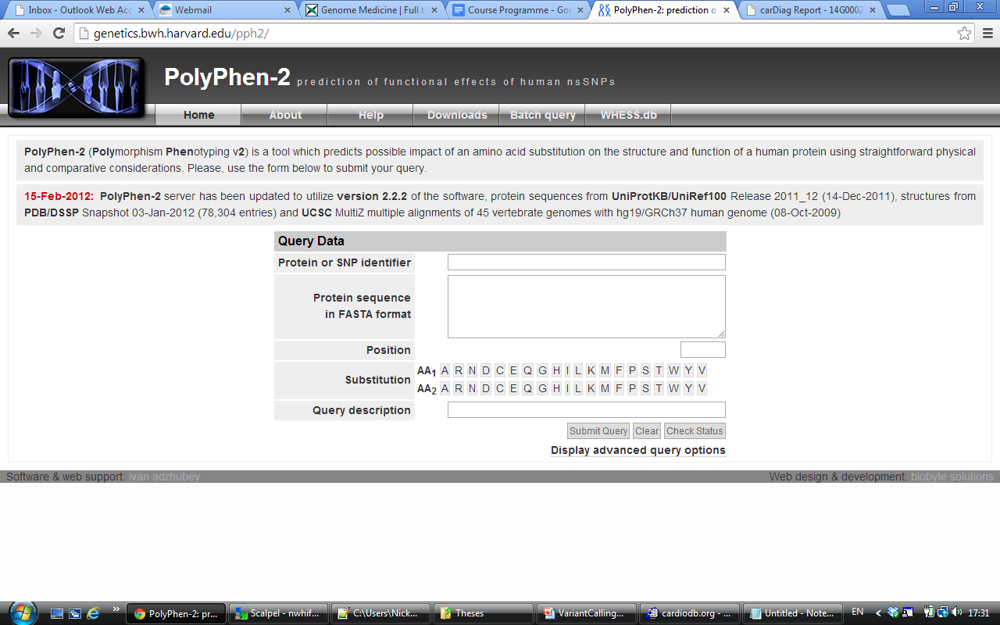 Inbox - Outlook Web Acc
Webmail
Genome Medicine | Full t
Course Programme - Goo
PolyPhen-2: prediction o
carDiag Report - 14G0002
genetics.bwh.harvard.edu/pph2/
PolyPhen-2 prediction of functional effects of human nsSNPs
Home About Help Downloads Batch query WHESS.db
PolyPhen-2 (Polymorphism Phenotyping v2) is a tool which predicts possible impact of an amino acid substitution on the structure and function of a human protein using straightforward physical
and comparative considerations. Please, use the form below to submit your query.
15-Feb-2012: PolyPhen-2 server has been updated to utilize version 2.2.2 of the software, protein sequences from UniProtKB/UniRef100 Release 2011_12 (14-Dec-2011), structures from
PDB/DSSP Snapshot 03-Jan-2012 (78,304 entries) and UCSC MultiZ multiple alignments of 45 vertebrate genomes with hg19/GRCh37 human genome (08-Oct-2009)
Query Data
Protein or SNP identifier
Protein sequence
in FASTA format
Position
Substitution
AA1 A R N D C E Q G H I L K M F P S T W Y V
AA2 A R N D C E Q G H I L K M F P S T W Y V
Query description
Submit Query Clear Check Status
Display advanced query options
Software & web support: ivan adzhubey
Web design & development: biobyte solutions
PolyPhen-2: pr...
Scalpel - nwhif...
C:\Users\Nick...
Theses
VariantCalling...
cardiodb.org - ...
Untitled - Note...
EN
17:31